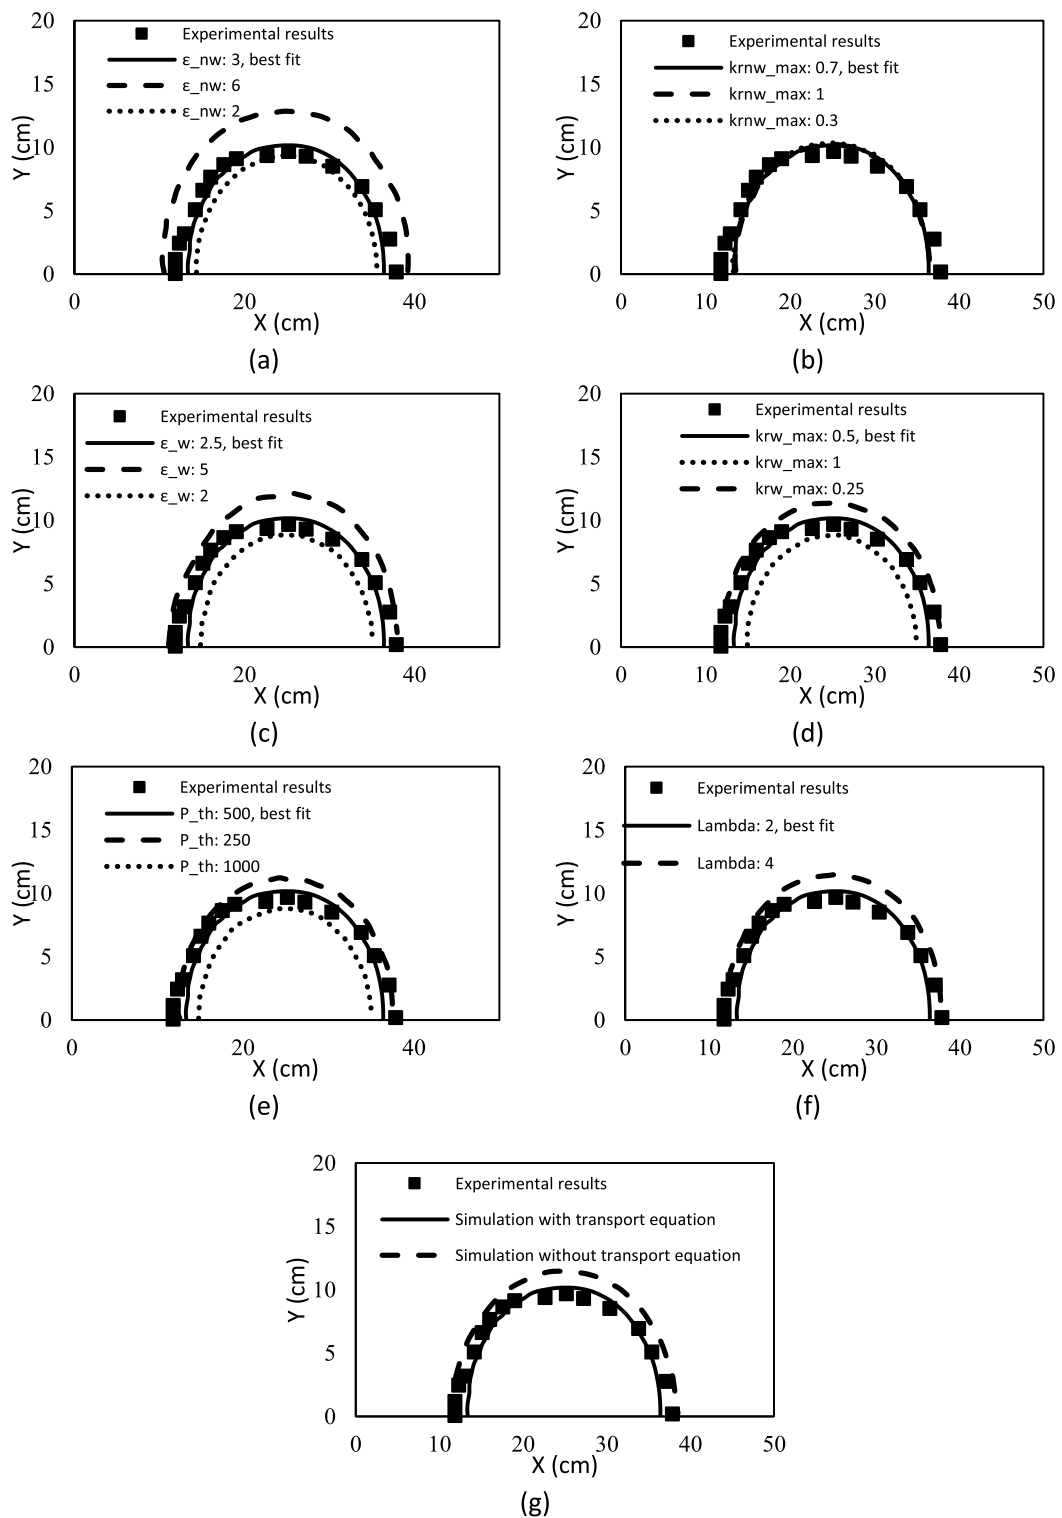 20
15
10
5
0
Y (cm)
Experimental results
ε_nw: 3, best fit
ε_nw: 6
ε_nw: 2
0
20
40
X (cm)
(a)
20
15
10
5
0
Y (cm)
Experimental results
krnw_max: 0.7, best fit
krnw_max: 1
krnw_max: 0.3
0
10
20
30
40
50
X (cm)
(b)
20
15
10
5
0
Y (cm)
Experimental results
ε_w: 2.5, best fit
ε_w: 5
ε_w: 2
0
20
40
X (cm)
(c)
20
15
10
5
0
Y (cm)
Experimental results
krw_max: 0.5, best fit
krw_max: 1
krw_max: 0.25
0
10
20
30
40
50
X (cm)
(d)
20
15
10
5
0
Y (cm)
Experimental results
P_th: 500, best fit
P_th: 250
P_th: 1000
0
20
40
X (cm)
(e)
20
15
10
5
0
Y (cm)
Experimental results
Lambda: 2, best fit
Lambda: 4
0
10
20
30
40
50
X (cm)
(f)
20
15
10
5
0
Y (cm)
Experimental results
Simulation with transport equation
Simulation without transport equation
0
10
20
30
40
50
X (cm)
(g)